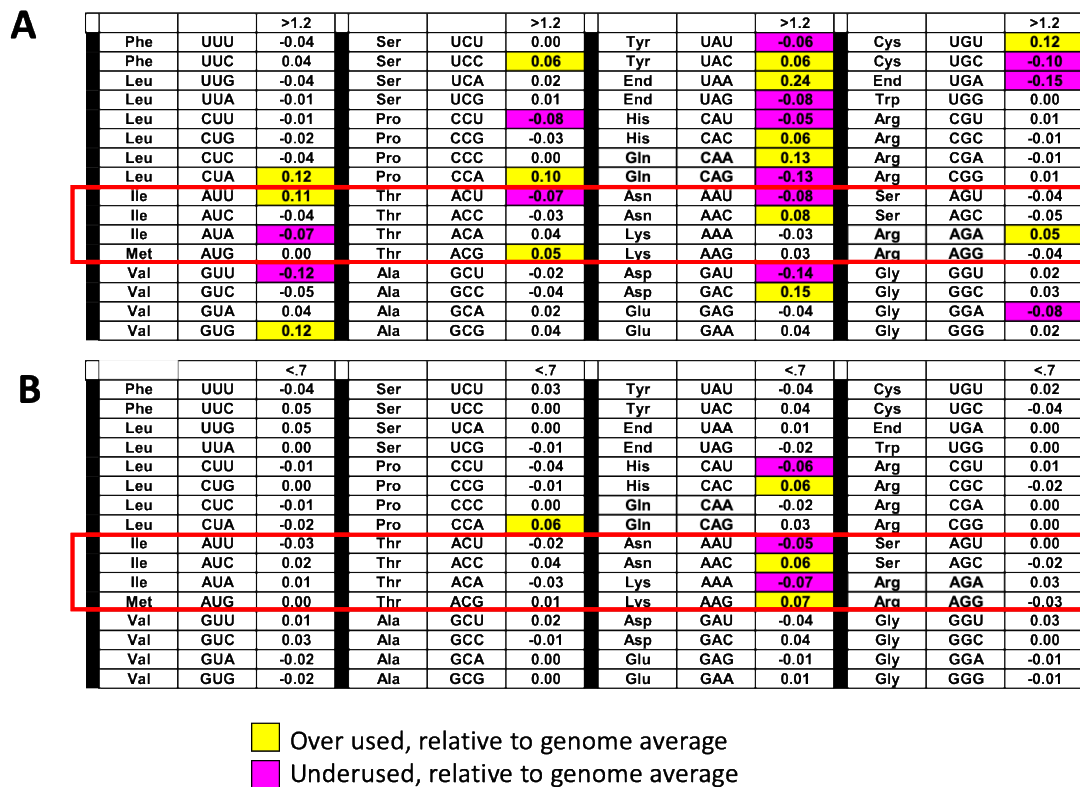 A
>1.2 >1.2 >1.2 >1.2
Phe UUU -0.04 Ser UCU 0.00 Tyr UAU -0.06 Cys UGU 0.12
Phe UUC 0.04 Ser UCC 0.06 Tyr UAC 0.06 Cys UGC -0.10
Leu UUG -0.04 Ser UCA 0.02 End UAA 0.24 End UGA -0.15
Leu UUA -0.01 Ser UCG 0.01 End UAG -0.08 Trp UGG 0.00
Leu CUU -0.01 Pro CCU -0.08 His CAU -0.05 Arg CGU 0.01
Leu CUG -0.02 Pro CCG -0.03 His CAC 0.06 Arg CGC -0.01
Leu CUC -0.04 Pro CCC 0.00 Gln CAA 0.13 Arg CGA -0.01
Leu CUA 0.12 Pro CCA 0.10 Gln CAG -0.13 Arg CGG 0.01
Ile AUU 0.11 Thr ACU -0.07 Asn AAU -0.08 Ser AGU -0.04
Ile AUC -0.04 Thr ACC -0.03 Asn AAC 0.08 Ser AGC -0.05
Ile AUA -0.07 Thr ACA 0.04 Lys AAA -0.03 Arg AGA 0.05
Met AUG 0.00 Thr ACG 0.05 Lys AAG 0.03 Arg AGG -0.04
Val GUU -0.12 Ala GCU -0.02 Asp GAU -0.14 Gly GGU 0.02
Val GUC -0.05 Ala GCC -0.04 Asp GAC 0.15 Gly GGC 0.03
Val GUA 0.04 Ala GCA 0.02 Glu GAG -0.04 Gly GGA -0.08
Val GUG 0.12 Ala GCG 0.04 Glu GAA 0.04 Gly GGG 0.02
B
<.7 <.7 <.7 <.7
Phe UUU -0.04 Ser UCU 0.03 Tyr UAU -0.04 Cys UGU 0.02
Phe UUC 0.05 Ser UCC 0.00 Tyr UAC 0.04 Cys UGC -0.04
Leu UUG 0.05 Ser UCA 0.00 End UAA 0.01 End UGA 0.00
Leu UUA 0.00 Ser UCG -0.01 End UAG -0.02 Trp UGG 0.00
Leu CUU -0.01 Pro CCU -0.04 His CAU -0.06 Arg CGU 0.01
Leu CUG 0.00 Pro CCG -0.01 His CAC 0.06 Arg CGC -0.02
Leu CUC -0.01 Pro CCC 0.00 Gln CAA -0.02 Arg CGA 0.00
Leu CUA -0.02 Pro CCA 0.06 Gln CAG 0.03 Arg CGG 0.00
Ile AUU -0.03 Thr ACU -0.02 Asn AAU -0.05 Ser AGU 0.00
Ile AUC 0.02 Thr ACC 0.04 Asn AAC 0.06 Ser AGC -0.02
Ile AUA 0.01 Thr ACA -0.03 Lys AAA -0.07 Arg AGA 0.03
Met AUG 0.00 Thr ACG 0.01 Lys AAG 0.07 Arg AGG -0.03
Val GUU 0.01 Ala GCU 0.02 Asp GAU -0.04 Gly GGU 0.03
Val GUC 0.03 Ala GCC -0.01 Asp GAC 0.04 Gly GGC 0.00
Val GUA -0.02 Ala GCA 0.00 Glu GAG -0.01 Gly GGA -0.01
Val GUG -0.02 Ala GCG 0.00 Glu GAA 0.01 Gly GGG -0.01
Over used, relative to genome average
Underused, relative to genome average